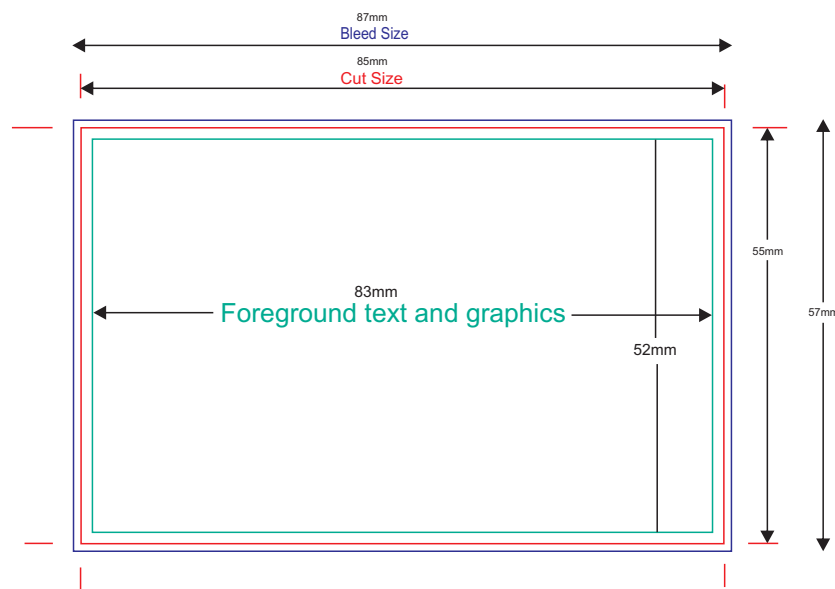 87mm
Bleed Size
85mm
Cut Size
55mm
57mm
83mm
Foreground text and graphics
52mm